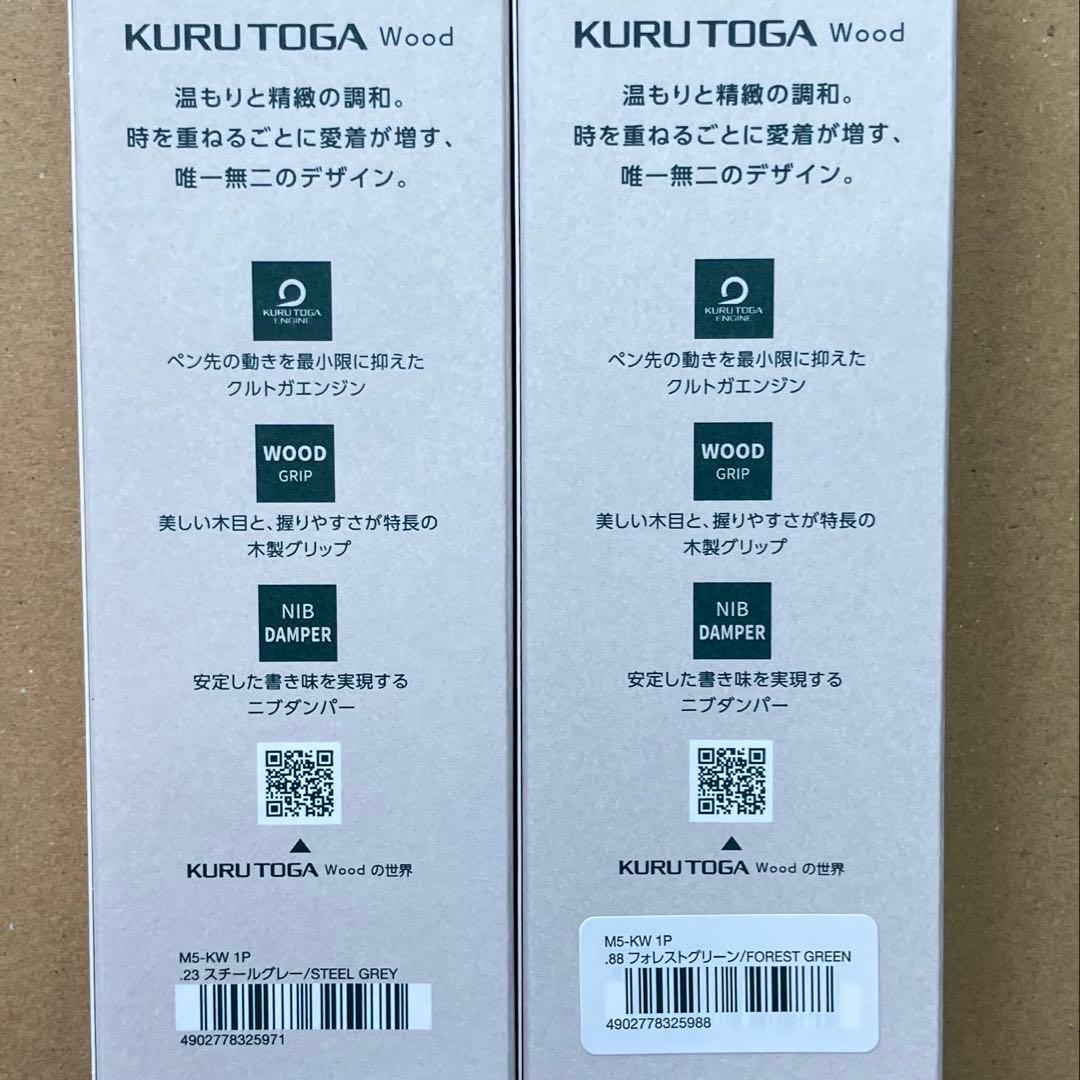 KURU TOGA Wood
温もりと精緻の調和。
時を重ねるごとに愛着が増す、
唯一無二のデザイン。
KURU TOGA
ENGINE
ペン先の動きを最小限に抑えた
クルトガエンジン
WOOD
GRIP
美しい木目と、握りやすさが特長の
木製グリップ
NIB
DAMPER
安定した書き味を実現する
ニブダンパー
KURU TOGA Wood の世界
M5-KW 1P
.23 スチールグレー/STEEL GREY
4902778325971
KURU TOGA Wood
温もりと精緻の調和。
時を重ねるごとに愛着が増す、
唯一無二のデザイン。
KURU TOGA
ENGINE
ペン先の動きを最小限に抑えた
クルトガエンジン
WOOD
GRIP
美しい木目と、握りやすさが特長の
木製グリップ
NIB
DAMPER
安定した書き味を実現する
ニブダンパー
KURU TOGA Wood の世界
M5-KW 1P
.88 フォレストグリーン/FOREST GREEN
4902778325988